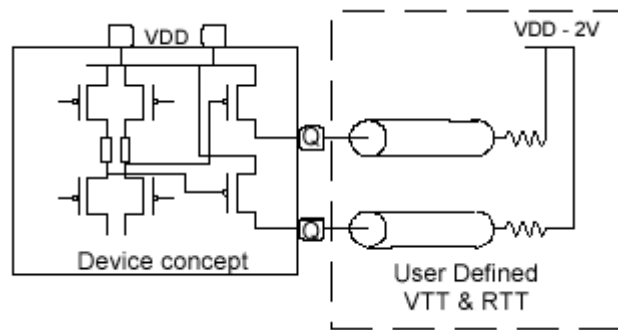 VDD
VDD - 2V
Q
Q
Device concept
User Defined
VTT & RTT